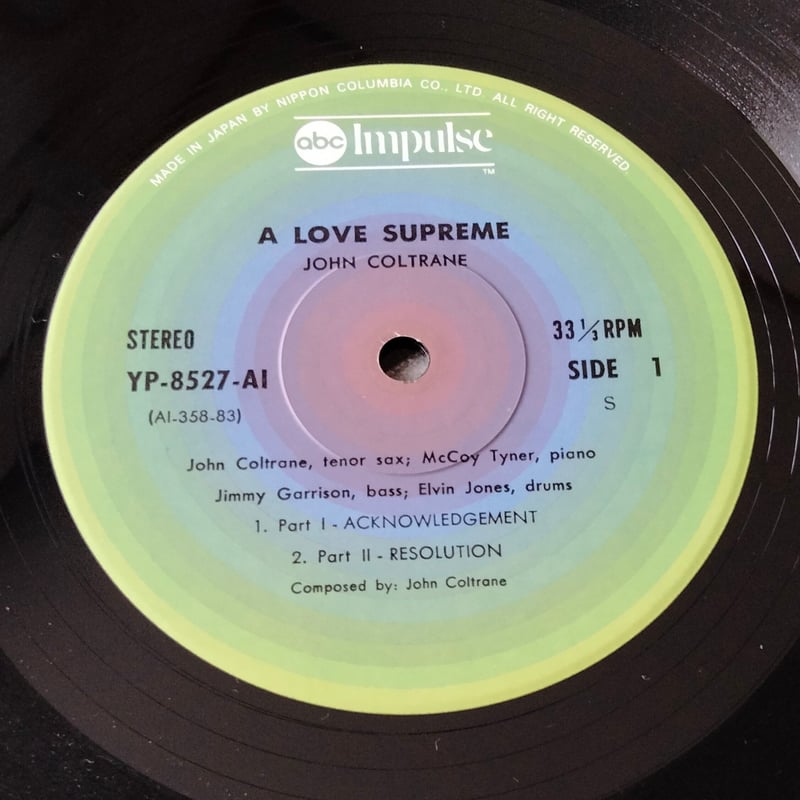 MADE IN JAPAN BY NIPPON COLUMBIA CO., LTD. ALL RIGHT RESERVED.
abc Impulse
TM
A LOVE SUPREME
JOHN COLTRANE
STEREO
33 1/3 RPM
YP-8527-AI
SIDE 1
(AI-358-83)
S
John Coltrane, tenor sax; McCoy Tyner, piano
Jimmy Garrison, bass; Elvin Jones, drums
1. Part I - ACKNOWLEDGEMENT
2. Part II - RESOLUTION
Composed by: John Coltrane